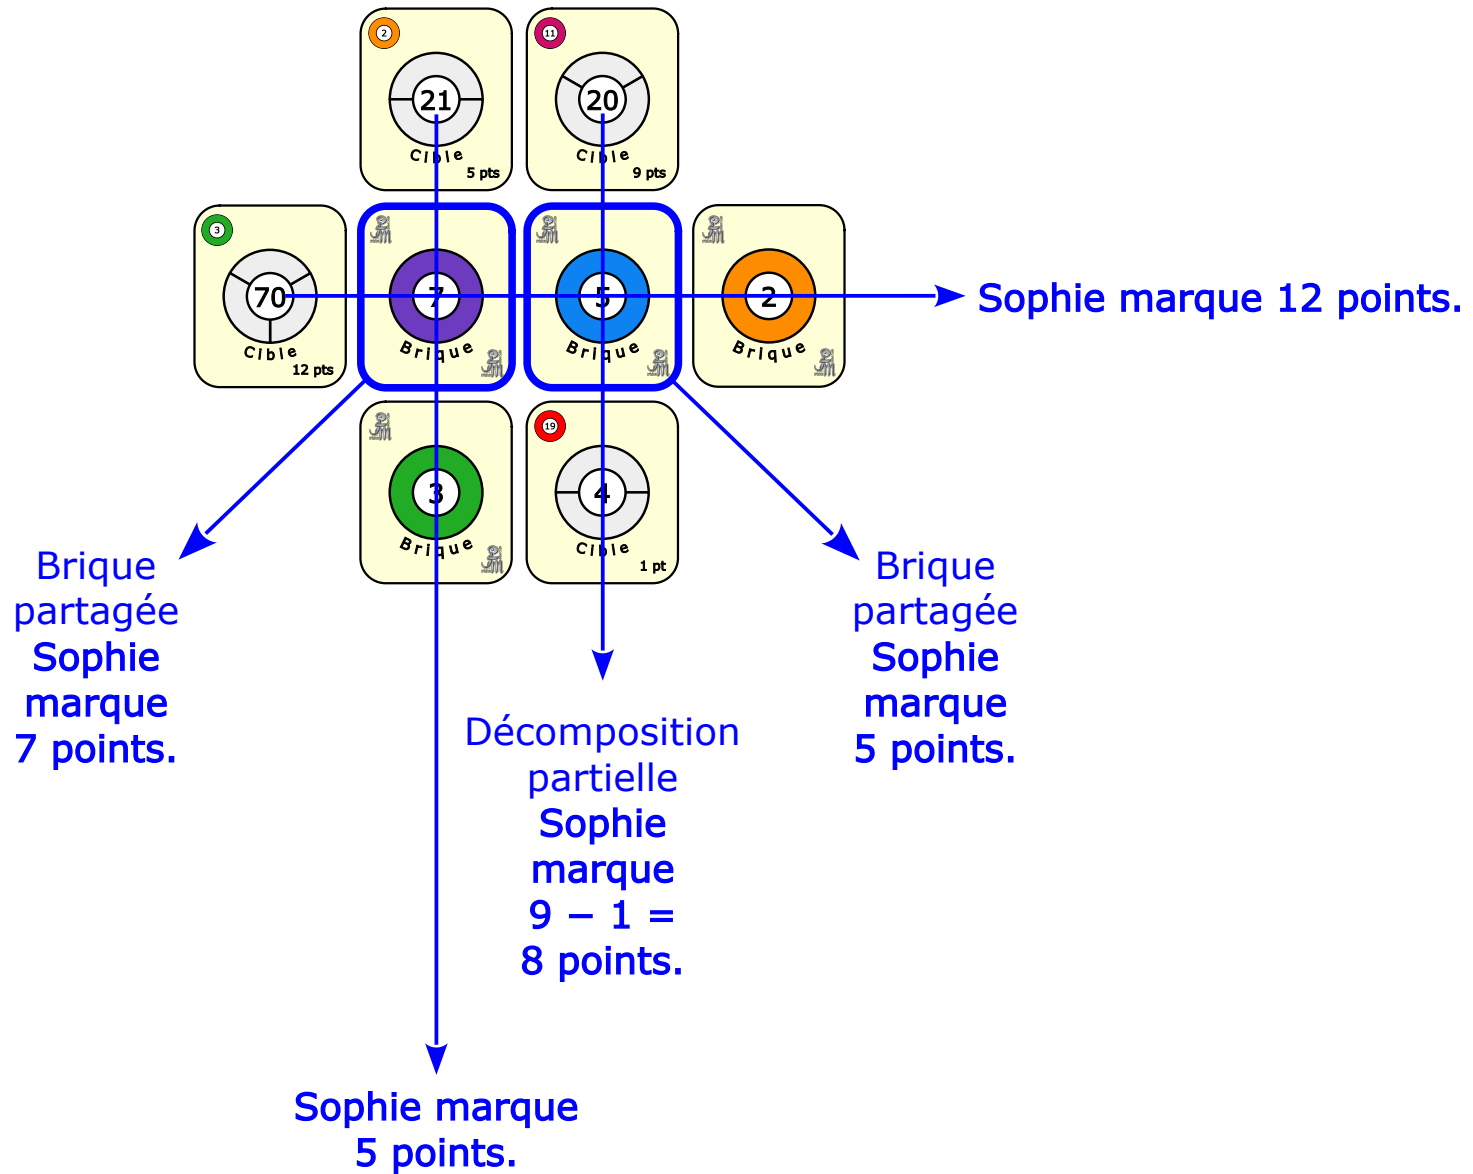 2
21
Cible
5 pts
11
20
Cible
9 pts
3
70
Cible
12 pts
7
Brique
5
Brique
2
Brique
Sophie marque 12 points.
3
Brique
19
4
Cible
1 pt
Brique
partagée
Sophie
marque
7 points.
Brique
partagée
Sophie
marque
5 points.
Décomposition
partielle
Sophie
marque
9 − 1 =
8 points.
Sophie marque
5 points.